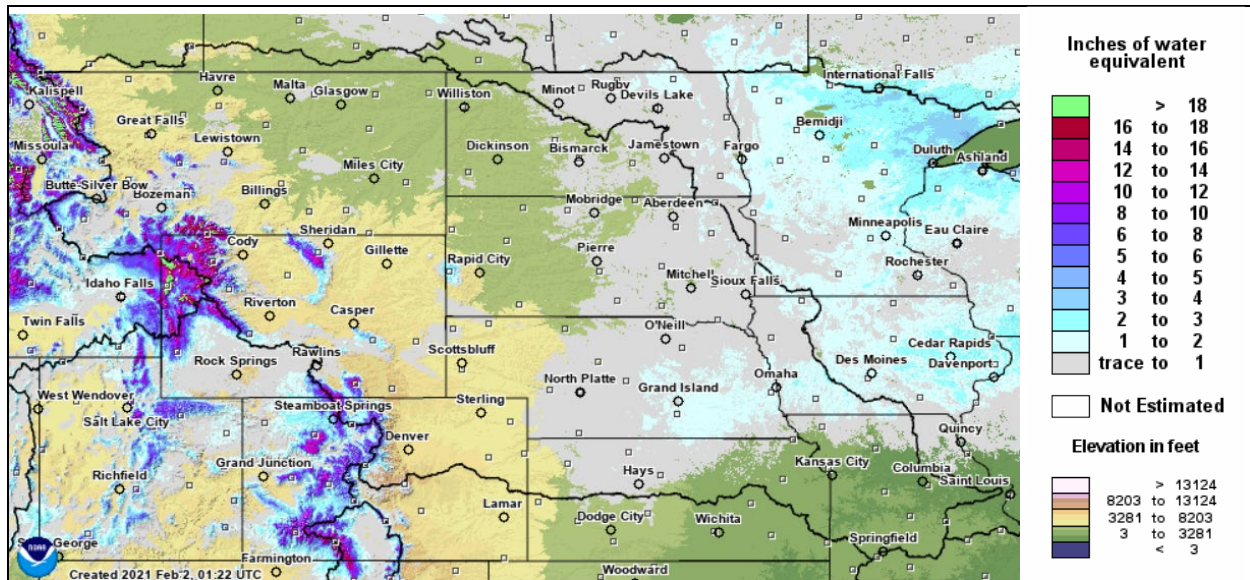 International Falls
Kalispell
Havre
Malta
Glasgow
Williston
Minot
Rugby
Devils Lake
Bemidji
Great Falls
Missoula
Lewistown
Miles City
Dickinson
Bismarck
Jamestown
Fargo
Duluth
Ashland
Butte-Silver Bow
Bozeman
Billings
Mobridge
Aberdeen
Minneapolis
Eau Claire
Cody
Sheridan
Gillette
Rapid City
Pierre
Rochester
Idaho Falls
Mitchell
Sioux Falls
Riverton
Casper
Twin Falls
O'Neill
Cedar Rapids
Rock Springs
Rawlins
Scottsbluff
Des Moines
Davenport
West Wendover
North Platte
Grand Island
Omaha
Salt Lake City
Steamboat Springs
Sterling
Denver
Quincy
Richfield
Grand Junction
Hays
Kansas City
Columbia
Saint Louis
Lamar
Dodge City
Wichita
Springfield
George
Farmington
Woodward
NOAA
Created 2021 Feb 2, 01:22 UTC
Inches of water
equivalent
> 18
16 to 18
14 to 16
12 to 14
10 to 12
8 to 10
6 to 8
5 to 6
4 to 5
3 to 4
2 to 3
1 to 2
trace to 1
Not Estimated
Elevation in feet
> 13124
8203 to 13124
3281 to 8203
3 to 3281
< 3